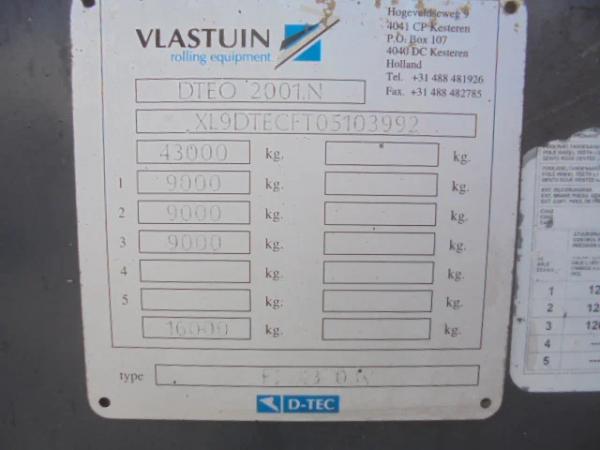 VLASTUIN
rolling equipment
Hogeveldseweg 9
4041 CP Kesteren
P.O. Box 107
4040 DC Kesteren
Holland
Tel. +31 488 481926
Fax. +31 488 482785
DTEO 2001.N
XL9DTECFT05103992
43000 kg. kg.
1 9000 kg. kg.
2 9000 kg. kg.
3 9000 kg. kg.
4 kg. kg.
5 kg. kg.
16000 kg. kg.
type
D-TEC
1
2
3
4
5